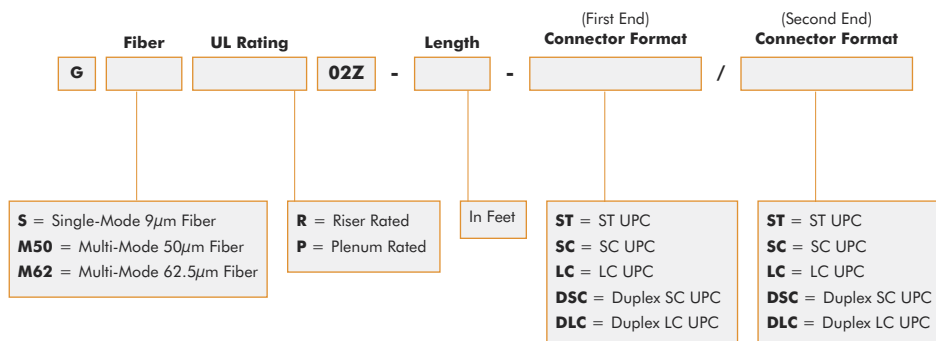 (First End) (Second End)
Fiber UL Rating Length Connector Format Connector Format
G 02Z - - /
S = Single-Mode 9µm Fiber
M50 = Multi-Mode 50µm Fiber
M62 = Multi-Mode 62.5µm Fiber
R = Riser Rated
P = Plenum Rated
In Feet
ST = ST UPC
SC = SC UPC
LC = LC UPC
DSC = Duplex SC UPC
DLC = Duplex LC UPC
ST = ST UPC
SC = SC UPC
LC = LC UPC
DSC = Duplex SC UPC
DLC = Duplex LC UPC